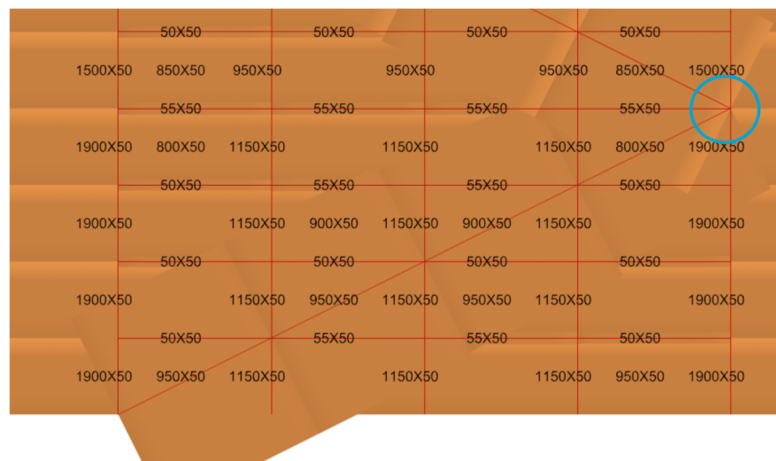 50X50 50X50 50X50 50X50
1500X50 850X50 950X50 950X50 950X50 850X50 1500X50
55X50 55X50 55X50 55X50
1900X50 800X50 1150X50 1150X50 1150X50 800X50 1900X50
50X50 55X50 55X50 50X50
1900X50 1150X50 900X50 1150X50 900X50 1150X50 1900X50
50X50 50X50 50X50 50X50
1900X50 1150X50 950X50 1150X50 950X50 1150X50 1900X50
50X50 55X50 55X50 50X50
1900X50 950X50 1150X50 1150X50 1150X50 950X50 1900X50